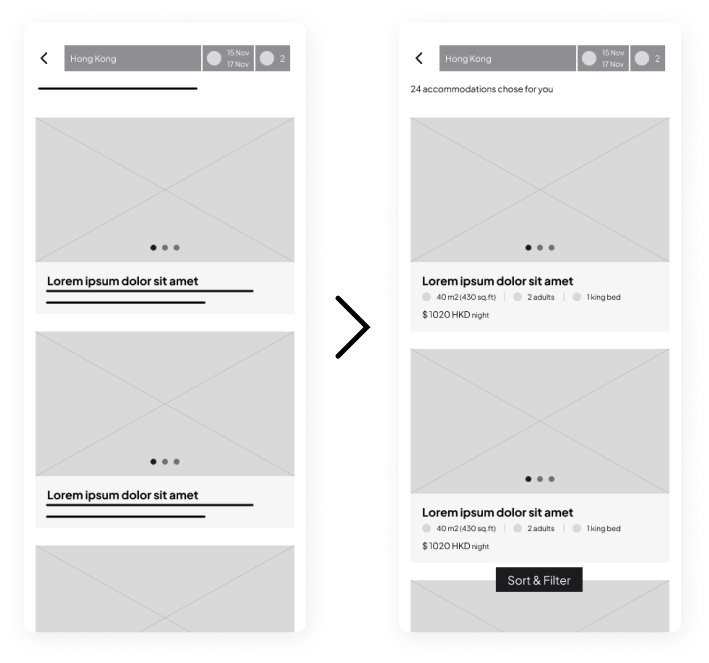 Hong Kong
15 Nov
17 Nov
2
Lorem ipsum dolor sit amet
Lorem ipsum dolor sit amet
Hong Kong
15 Nov
17 Nov
2
24 accommodations chose for you
Lorem ipsum dolor sit amet
40 m2 (430 sq.ft) | 2 adults | 1 king bed
$ 1020 HKD night
Lorem ipsum dolor sit amet
40 m2 (430 sq.ft) | 2 adults | 1 king bed
$ 1020 HKD night
Sort & Filter